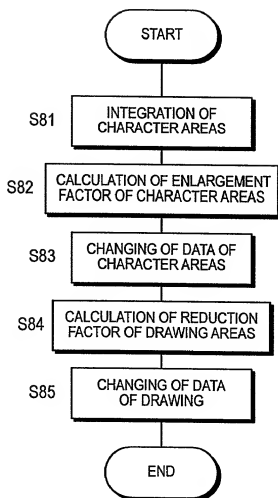 START
S81
INTEGRATION OF
CHARACTER AREAS
S82
CALCULATION OF ENLARGEMENT
FACTOR OF CHARACTER AREAS
S83
CHANGING OF DATA OF
CHARACTER AREAS
S84
CALCULATION OF REDUCTION
FACTOR OF DRAWING AREAS
S85
CHANGING OF DATA
OF DRAWING
END